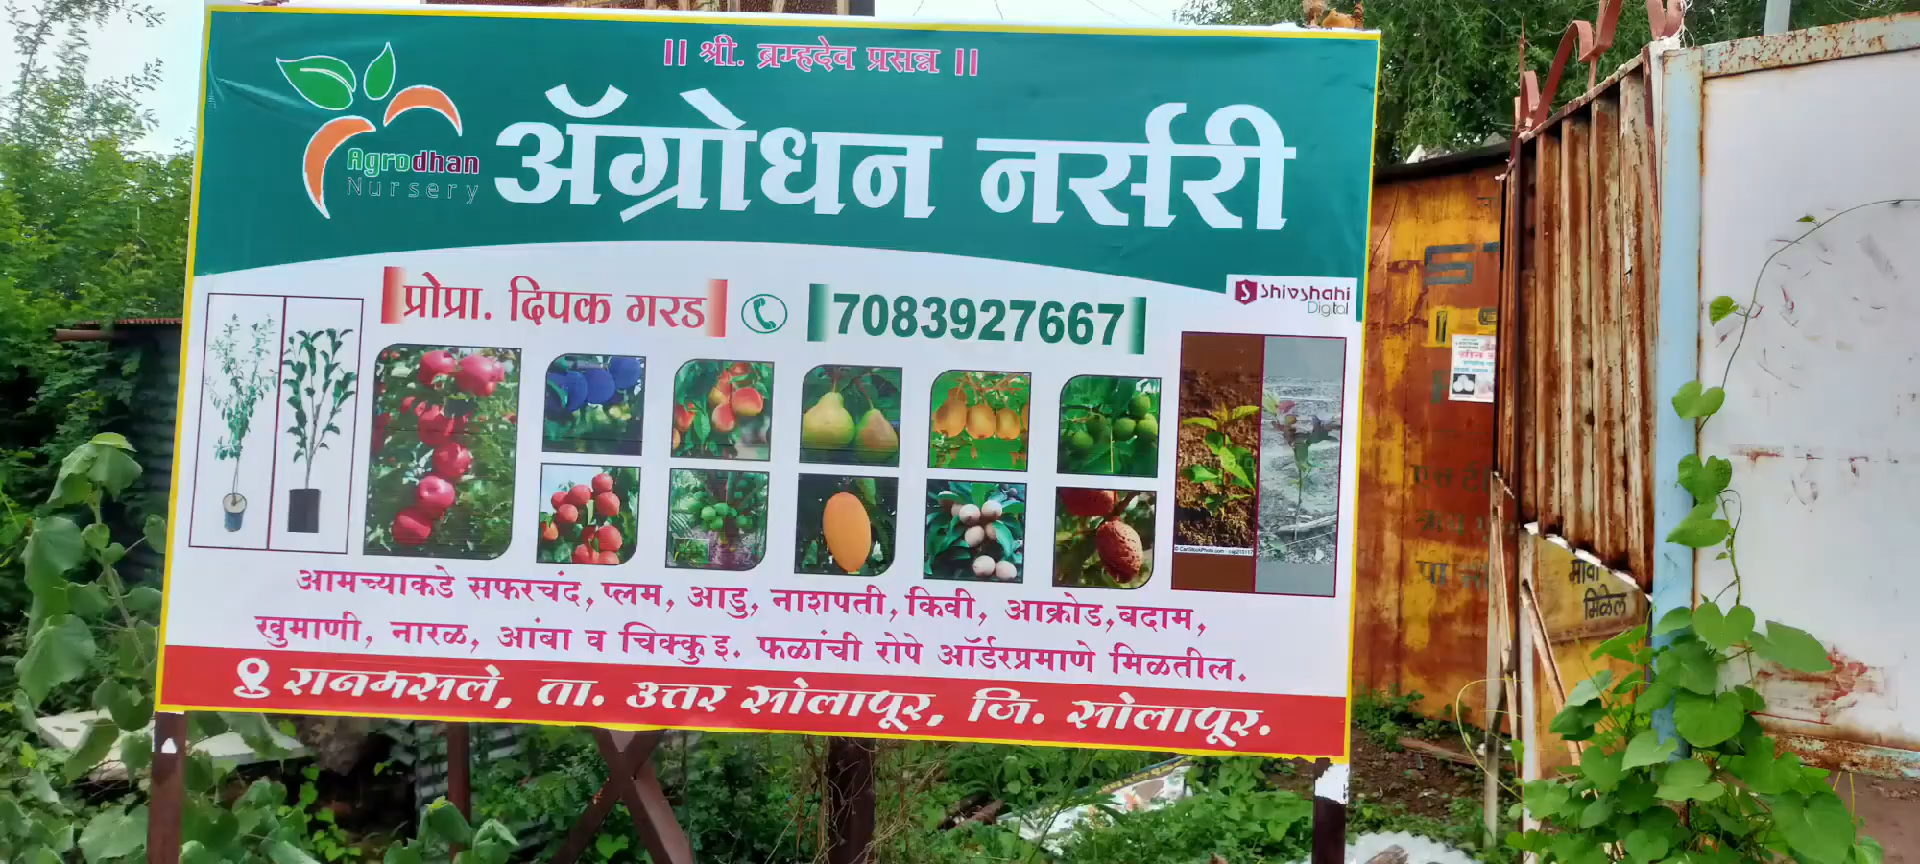 || श्री. ब्रम्हदेव प्रसन्न ||
Agrodhan
Nursery
ॲग्रोधन नर्सरी
प्रोप्रा. दिपक गरड
7083927667
Shivshahi
Digital
आमच्याकडे सफरचंद, प्लम, आडु, नाशपती, किवी, आक्रोड, बदाम,
खुमाणी, नारळ, आंबा व चिक्कु इ. फळांची रोपे ऑर्डरप्रमाणे मिळतील.
रानमसले, ता. उत्तर सोलापूर, जि. सोलापूर.
मिळेल